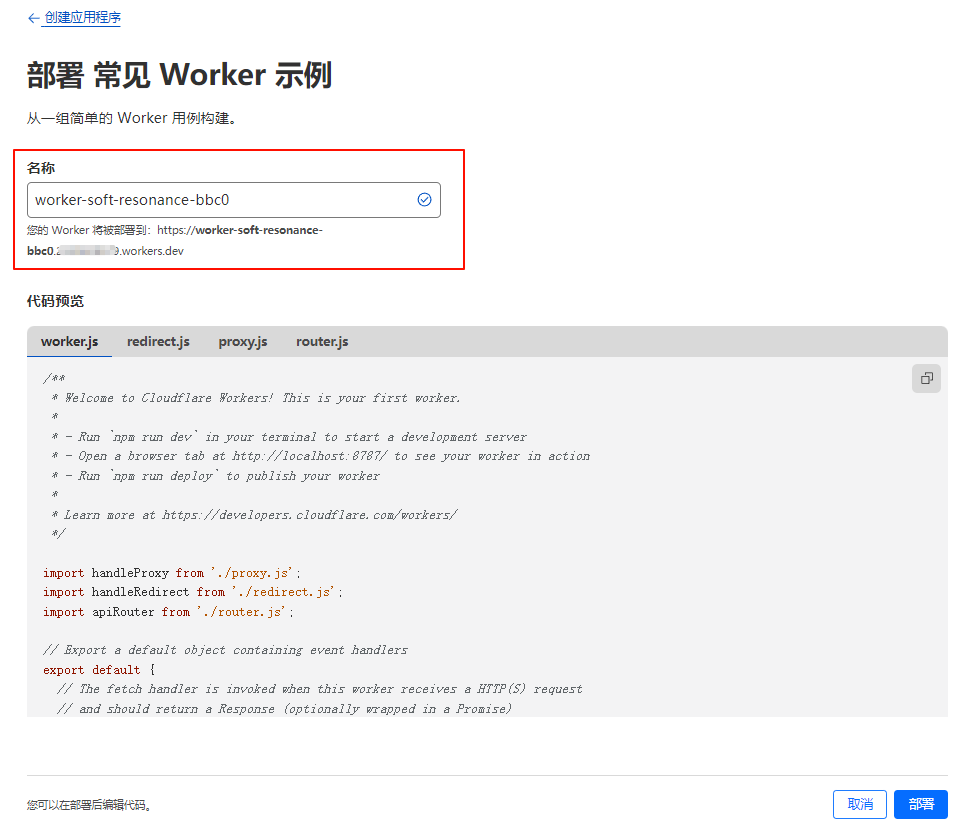 ← 创建应用程序
部署 常见 Worker 示例
从一组简单的 Worker 用例构建。
名称
worker-soft-resonance-bbc0
您的 Worker 将被部署到：https://worker-soft-resonance-
bbc0. 9.workers.dev
代码预览
worker.js redirect.js proxy.js router.js
/**
 * Welcome to Cloudflare Workers! This is your first worker.
 *
 * - Run `npm run dev` in your terminal to start a development server
 * - Open a browser tab at http://localhost:8787/ to see your worker in action
 * - Run `npm run deploy` to publish your worker
 *
 * Learn more at https://developers.cloudflare.com/workers/
 */
import handleProxy from './proxy.js';
import handleRedirect from './redirect.js';
import apiRouter from './router.js';
// Export a default object containing event handlers
export default {
  // The fetch handler is invoked when this worker receives a HTTP(S) request
  // and should return a Response (optionally wrapped in a Promise)
您可以在部署后编辑代码。
取消 部署